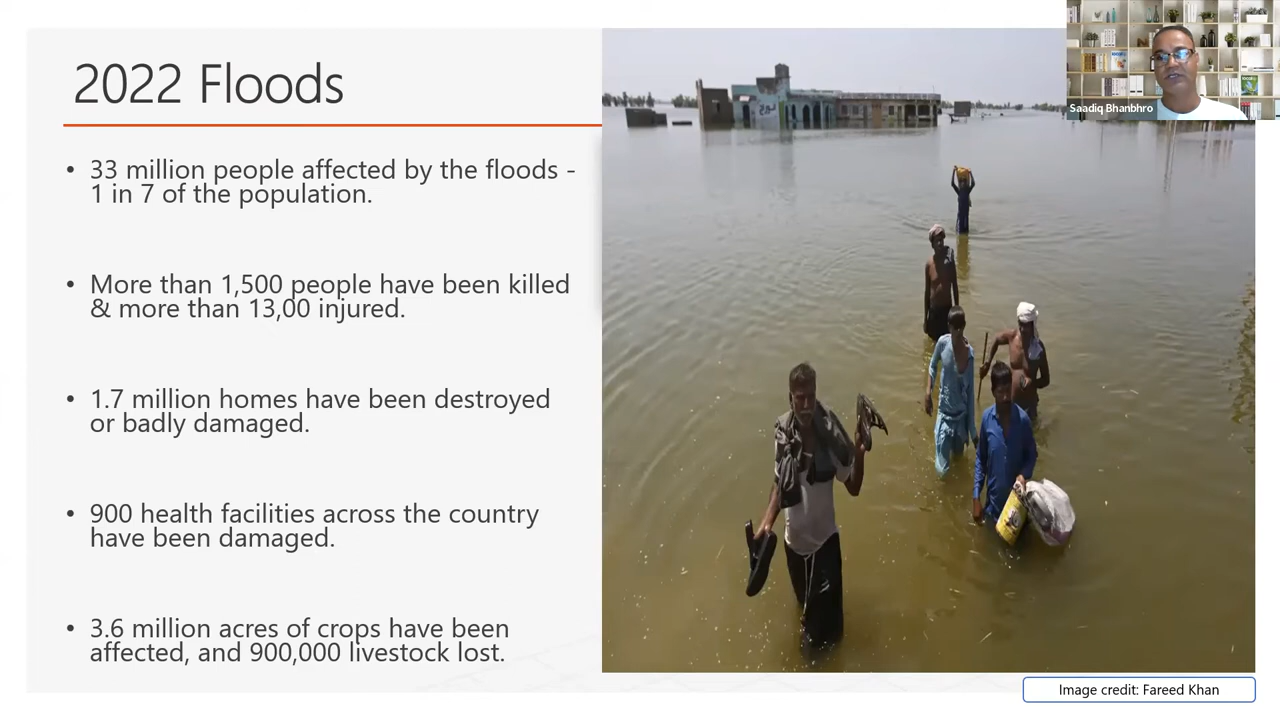 2022 Floods
• 33 million people affected by the floods -
1 in 7 of the population.
• More than 1,500 people have been killed
& more than 13,00 injured.
• 1.7 million homes have been destroyed
or badly damaged.
• 900 health facilities across the country
have been damaged.
• 3.6 million acres of crops have been
affected, and 900,000 livestock lost.
Saadiq Bhanbhro
Image credit: Fareed Khan